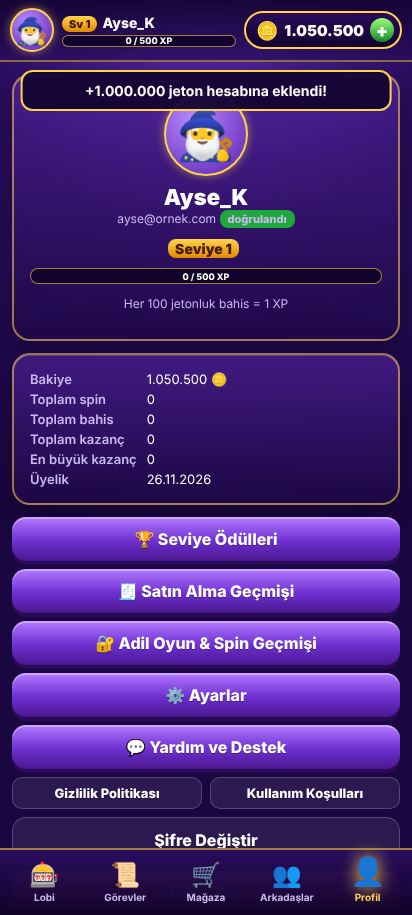 Sv 1 Ayse_K
0 / 500 XP
1.050.500 +
+1.000.000 jeton hesabına eklendi!
Ayse_K
ayse@ornek.com doğrulandı
Seviye 1
0 / 500 XP
Her 100 jetonluk bahis = 1 XP
Bakiye 1.050.500
Toplam spin 0
Toplam bahis 0
Toplam kazanç 0
En büyük kazanç 0
Üyelik 26.11.2026
Seviye Ödülleri
Satın Alma Geçmişi
Adil Oyun & Spin Geçmişi
Ayarlar
Yardım ve Destek
Gizlilik Politikası Kullanım Koşulları
Şifre Değiştir
Lobi Görevler Mağaza Arkadaşlar Profil